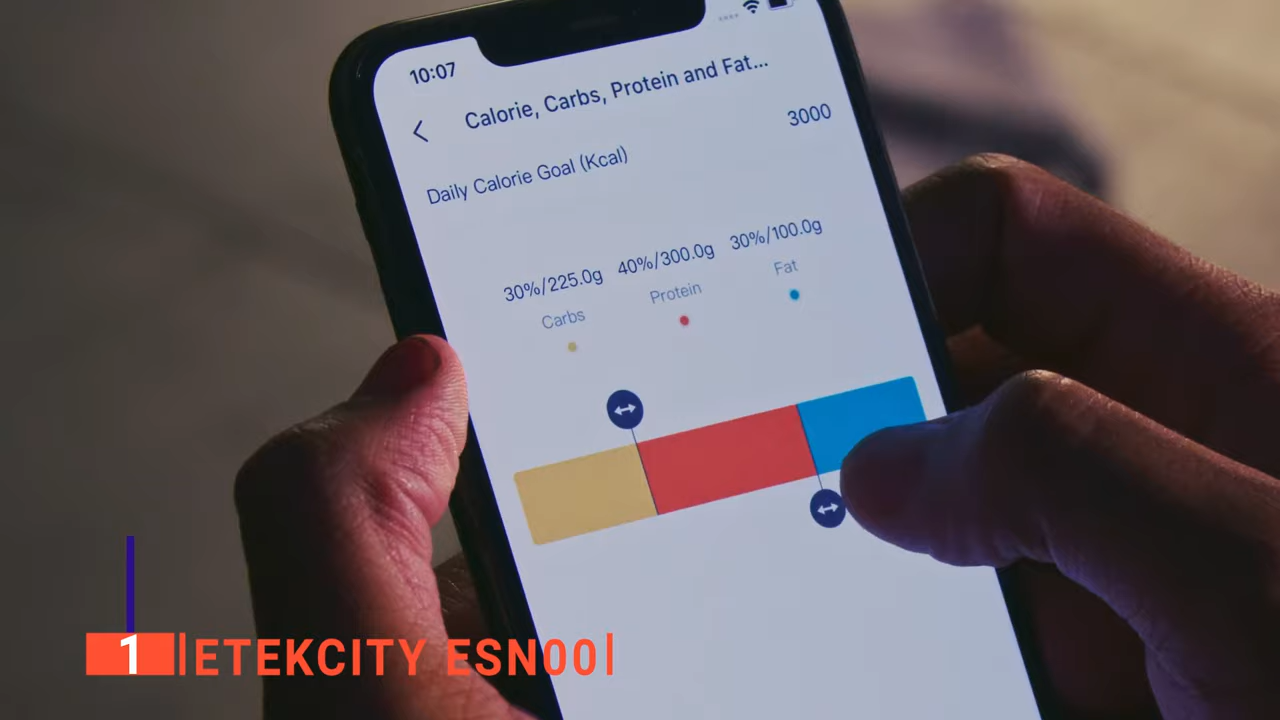 10:07
Calorie, Carbs, Protein and Fat...
Daily Calorie Goal (Kcal)
3000
30%/225.0g
40%/300.0g
30%/100.0g
Carbs
Protein
Fat
1
ETEKCITY ESN00